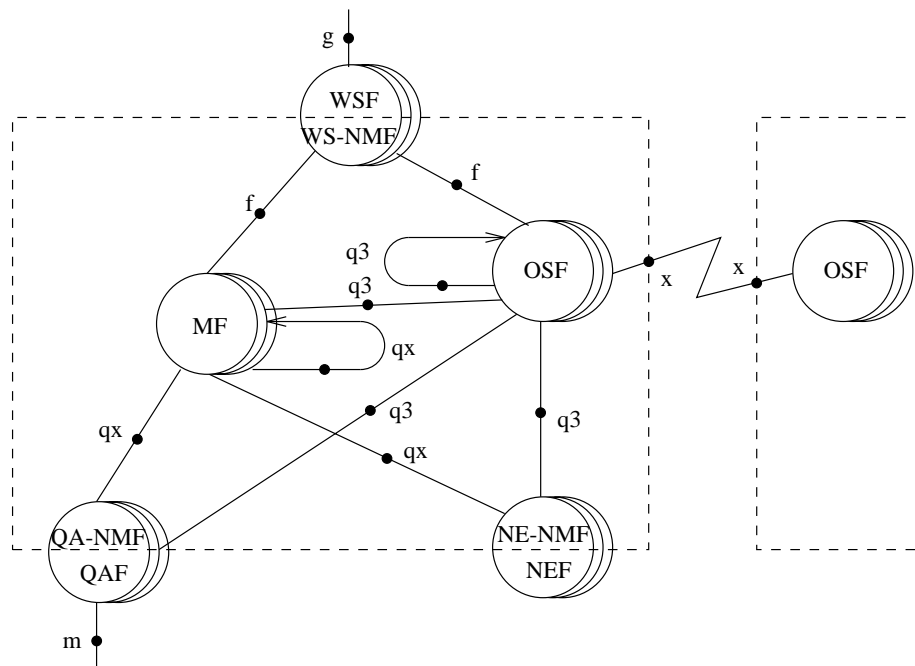 g
WSF
WS-NMF
f
f
q3
OSF
x
x
OSF
q3
MF
qx
q3
qx
q3
qx
QA-NMF
QAF
NE-NMF
NEF
m